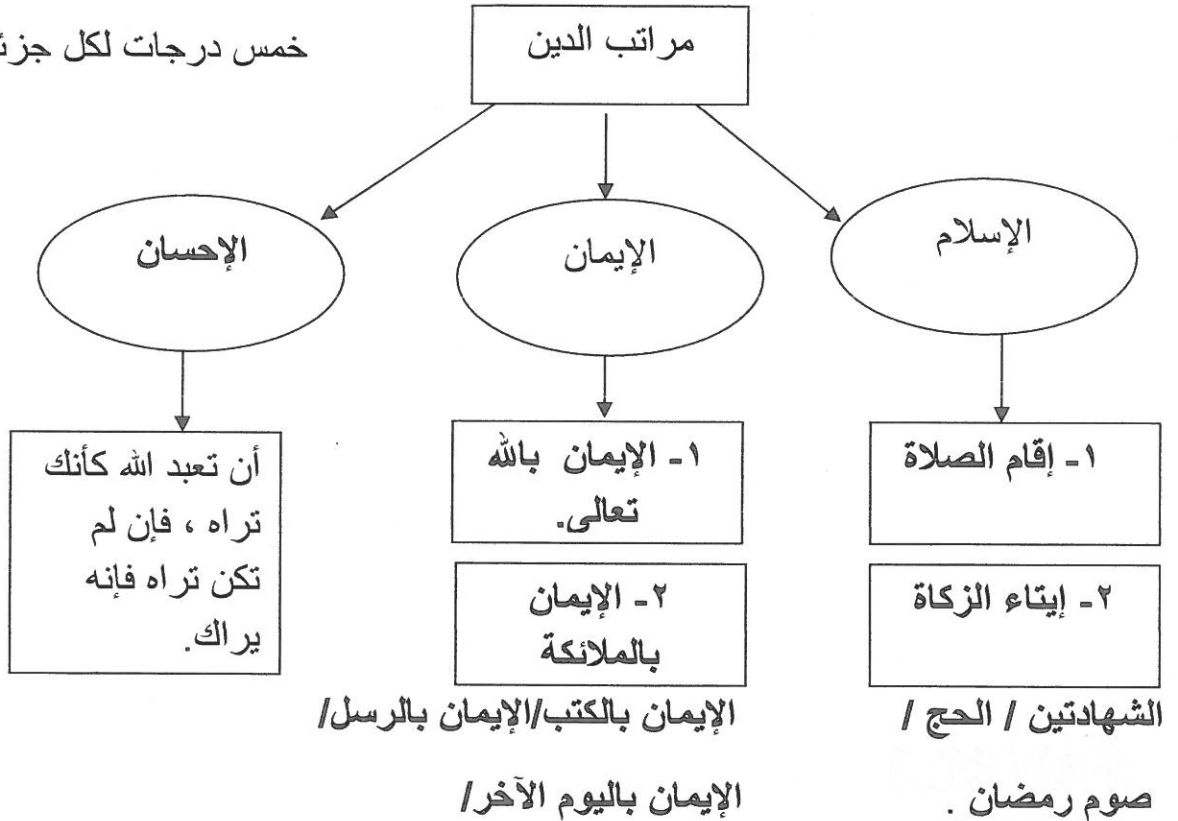 خمس درجات لكل
مراتب الدين
الإسلام
الإيمان
الإحسان
١- إقام الصلاة
٢- إيتاء الزكاة
الشهادتين / الحج /
صوم رمضان .
١- الإيمان بالله
تعالى.
٢- الإيمان
بالملائكة
الإيمان بالكتب/الإيمان بالرسل/
الإيمان باليوم الآخر/
أن تعبد الله كأنك
تراه ، فإن لم
تكن تراه فإنه
يراك.